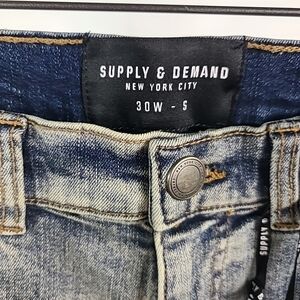 SUPPLY & DEMAND
NEW YORK CITY
30W - S
SUPPLY &